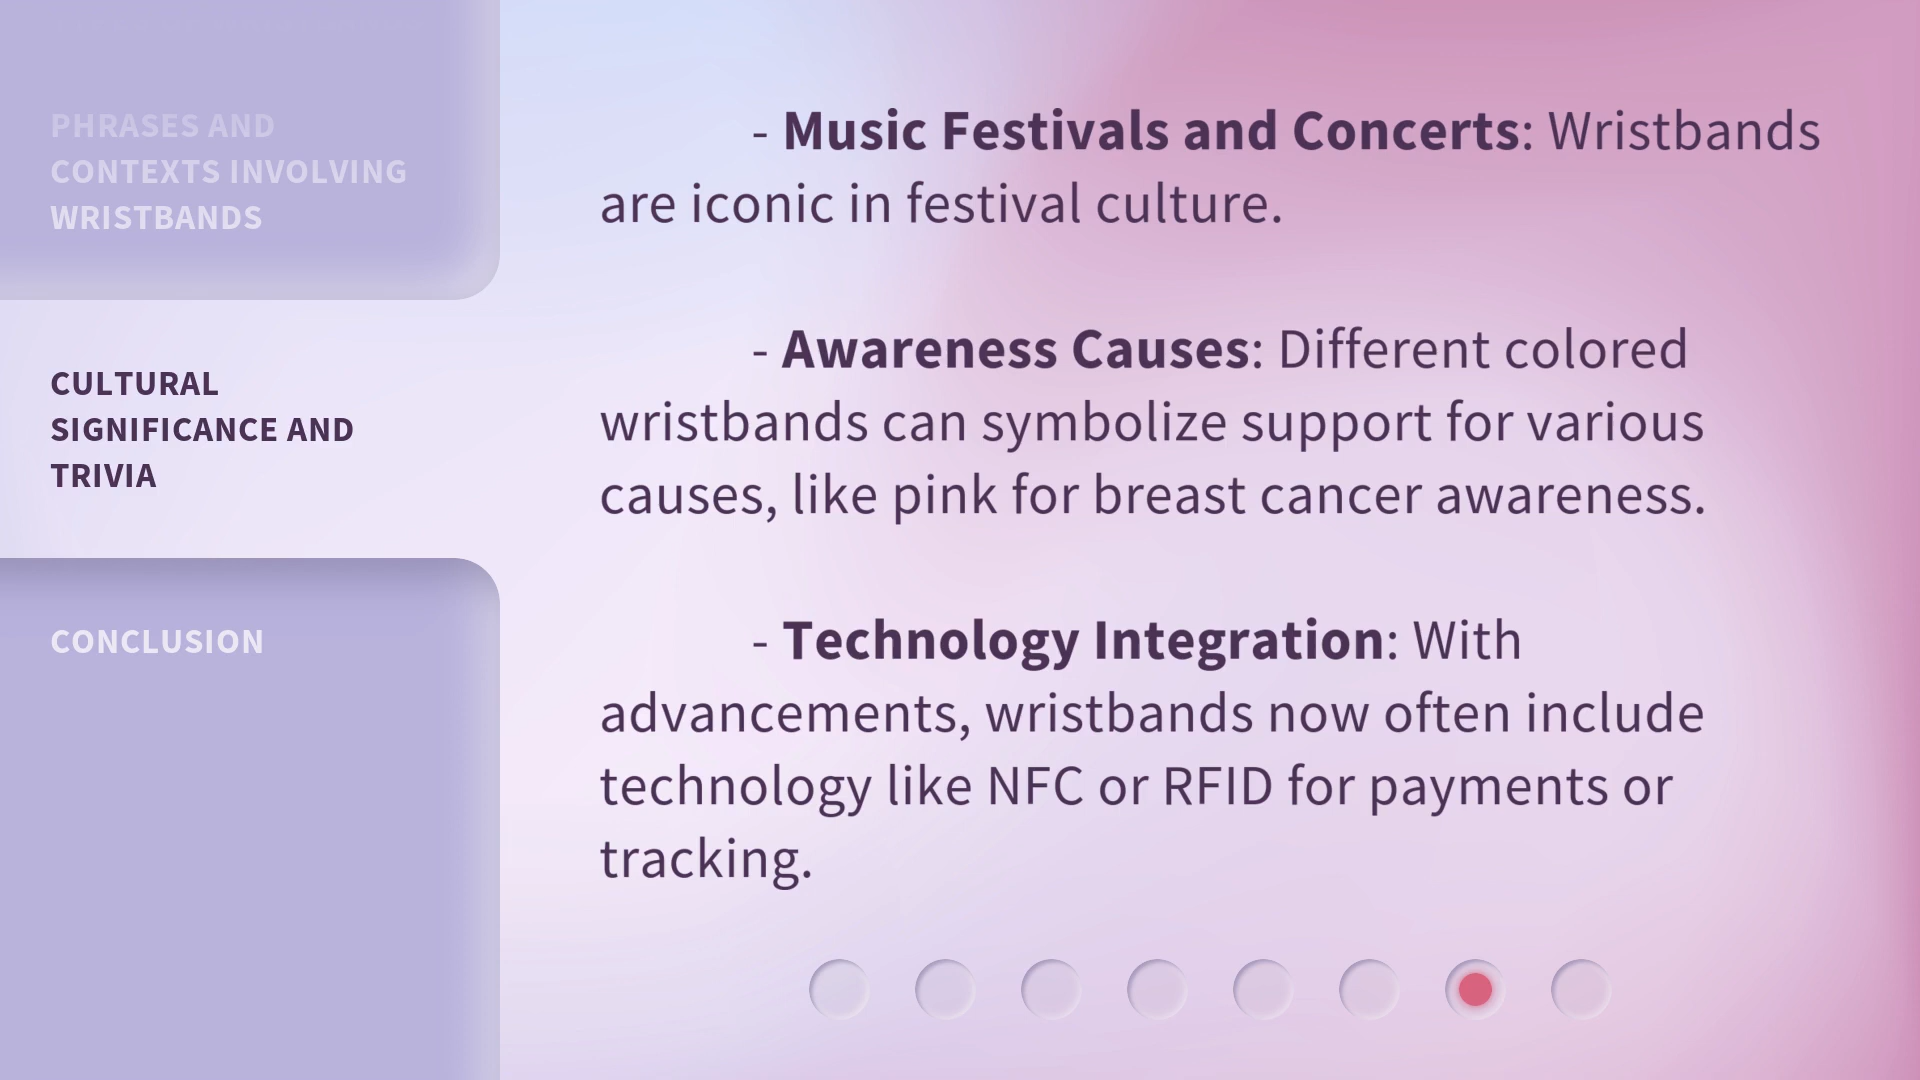 PHRASES AND
CONTEXTS INVOLVING
WRISTBANDS
CULTURAL
SIGNIFICANCE AND
TRIVIA
CONCLUSION
- Music Festivals and Concerts: Wristbands
are iconic in festival culture.
- Awareness Causes: Different colored
wristbands can symbolize support for various
causes, like pink for breast cancer awareness.
- Technology Integration: With
advancements, wristbands now often include
technology like NFC or RFID for payments or
tracking.